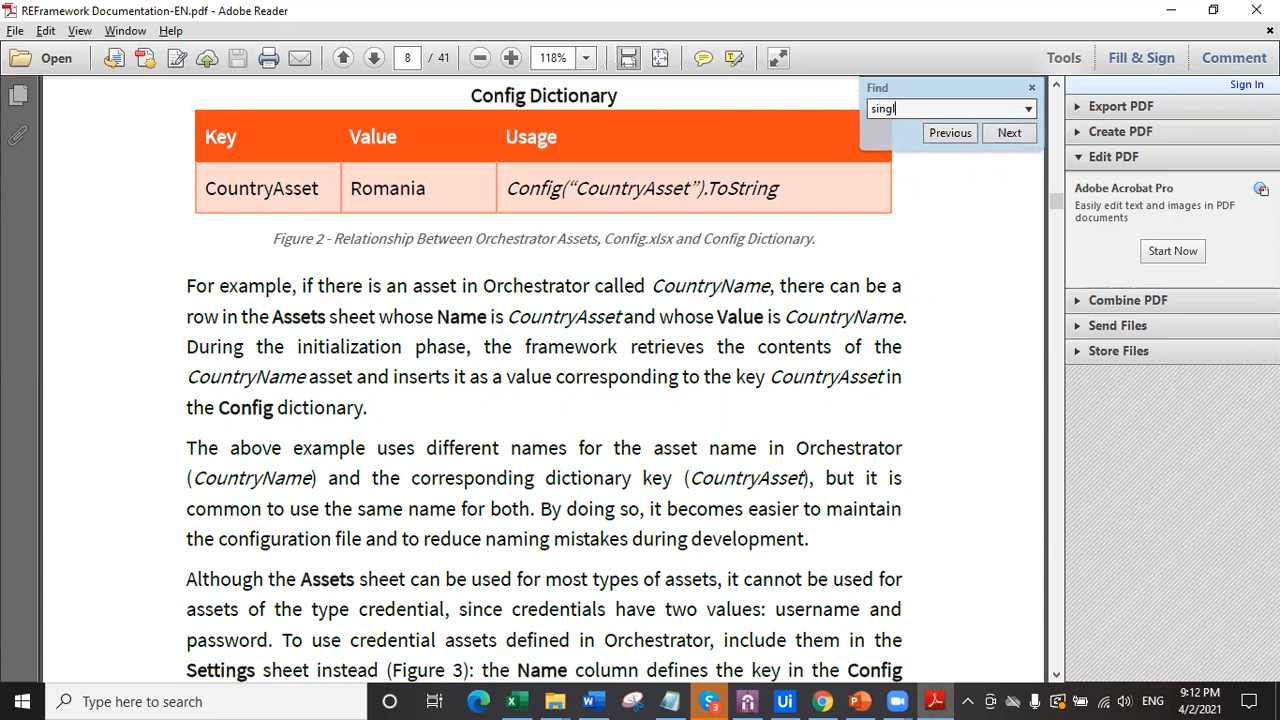 REFramework Documentation-EN.pdf - Adobe Reader
File Edit View Window Help
Open 8 / 41 118% Tools Fill & Sign Comment
Find
singl
Previous Next
Sign In
Export PDF
Create PDF
Edit PDF
Adobe Acrobat Pro
Easily edit text and images in PDF
documents
Start Now
Combine PDF
Send Files
Store Files
Config Dictionary
Key Value Usage
CountryAsset Romania Config(“CountryAsset”).ToString
Figure 2 - Relationship Between Orchestrator Assets, Config.xlsx and Config Dictionary.
For example, if there is an asset in Orchestrator called CountryName, there can be a
row in the Assets sheet whose Name is CountryAsset and whose Value is CountryName.
During the initialization phase, the framework retrieves the contents of the
CountryName asset and inserts it as a value corresponding to the key CountryAsset in
the Config dictionary.
The above example uses different names for the asset name in Orchestrator
(CountryName) and the corresponding dictionary key (CountryAsset), but it is
common to use the same name for both. By doing so, it becomes easier to maintain
the configuration file and to reduce naming mistakes during development.
Although the Assets sheet can be used for most types of assets, it cannot be used for
assets of the type credential, since credentials have two values: username and
password. To use credential assets defined in Orchestrator, include them in the
Settings sheet instead (Figure 3): the Name column defines the key in the Config
Type here to search
ENG
9:12 PM
4/2/2021